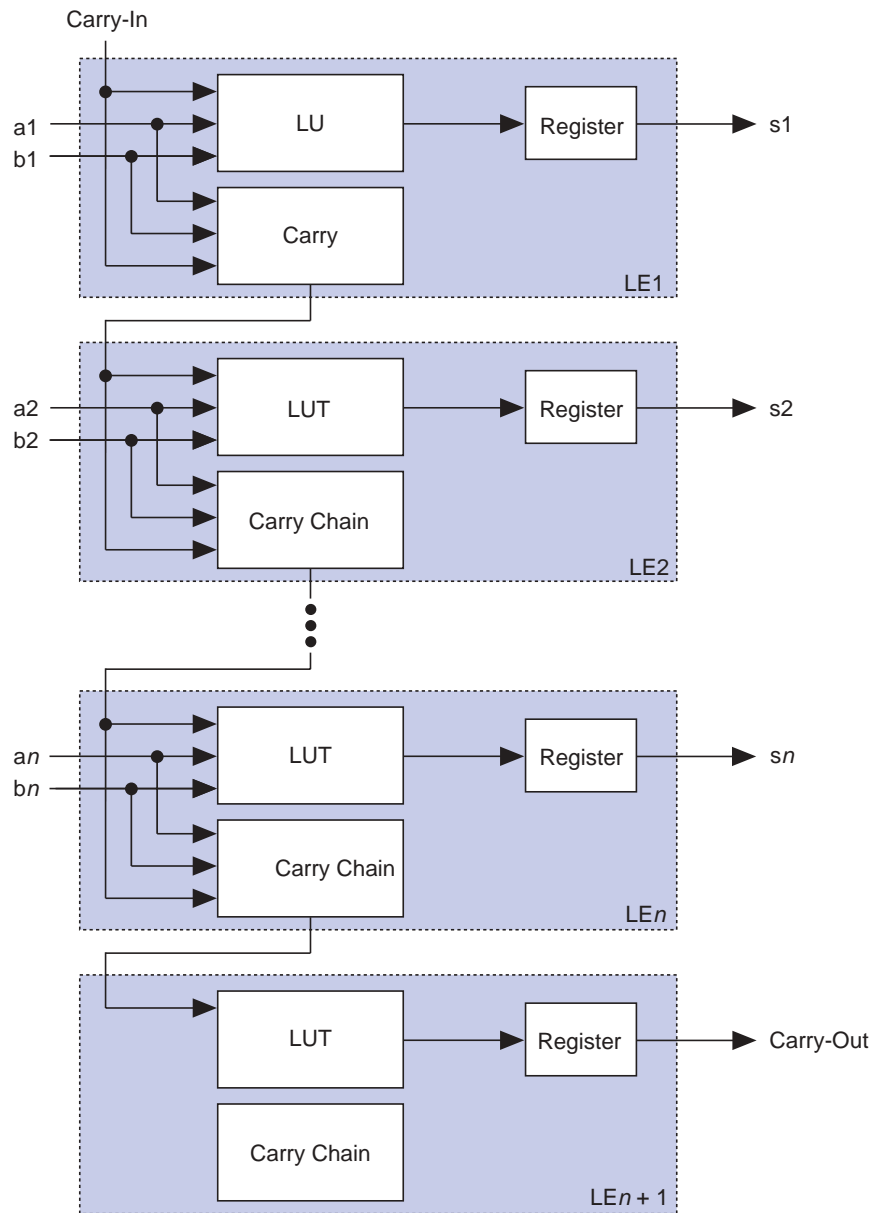 Carry-In
a1
b1
LU
Register
s1
Carry
LE1
a2
b2
LUT
Register
s2
Carry Chain
LE2
an
bn
LUT
Register
sn
Carry Chain
LEn
LUT
Register
Carry-Out
Carry Chain
LEn + 1